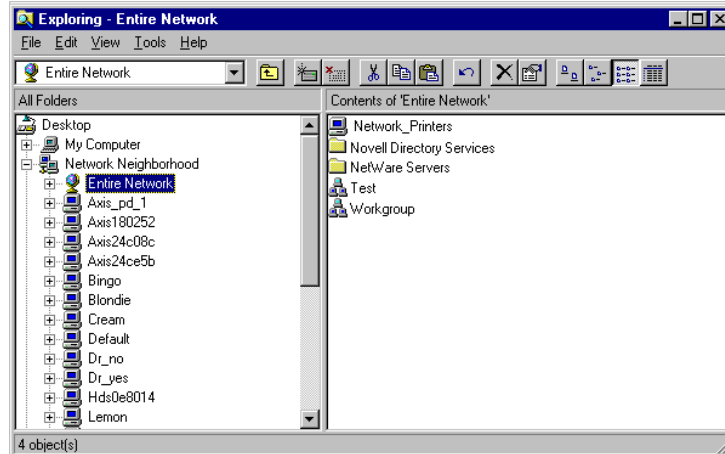 Exploring - Entire Network
File Edit View Tools Help
Entire Network
All Folders
Contents of 'Entire Network'
Desktop
My Computer
Network Neighborhood
Entire Network
Axis_pd_1
Axis180252
Axis24c08c
Axis24ce5b
Bingo
Blondie
Cream
Default
Dr_no
Dr_yes
Hds0e8014
Lemon
Network_Printers
Novell Directory Services
NetWare Servers
Test
Workgroup
4 object(s)